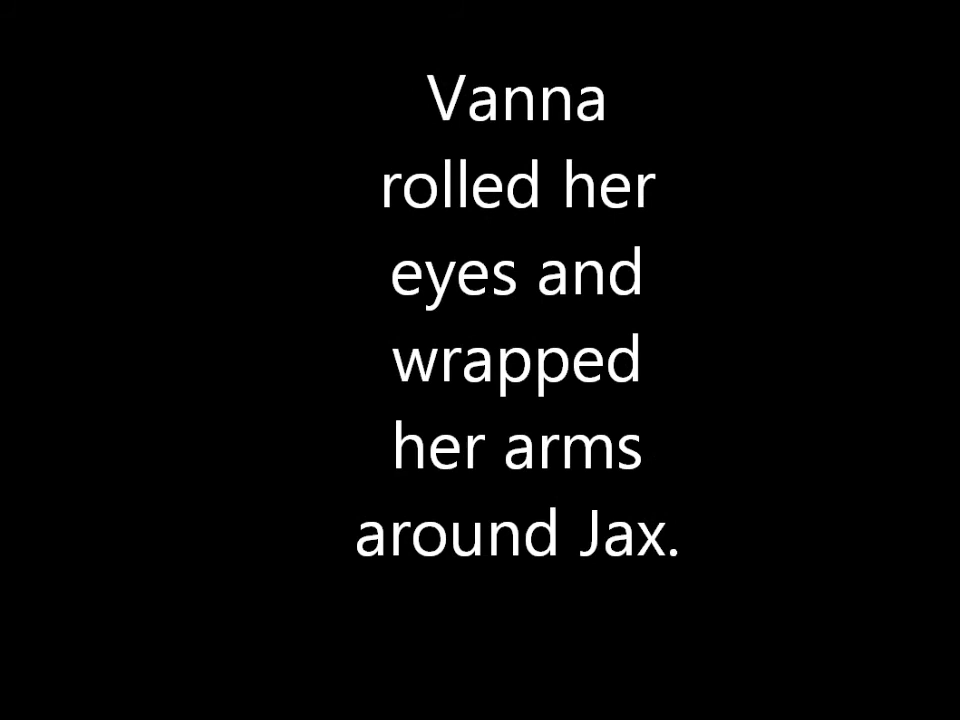 Vanna
rolled her
eyes and
wrapped
her arms
around Jax.